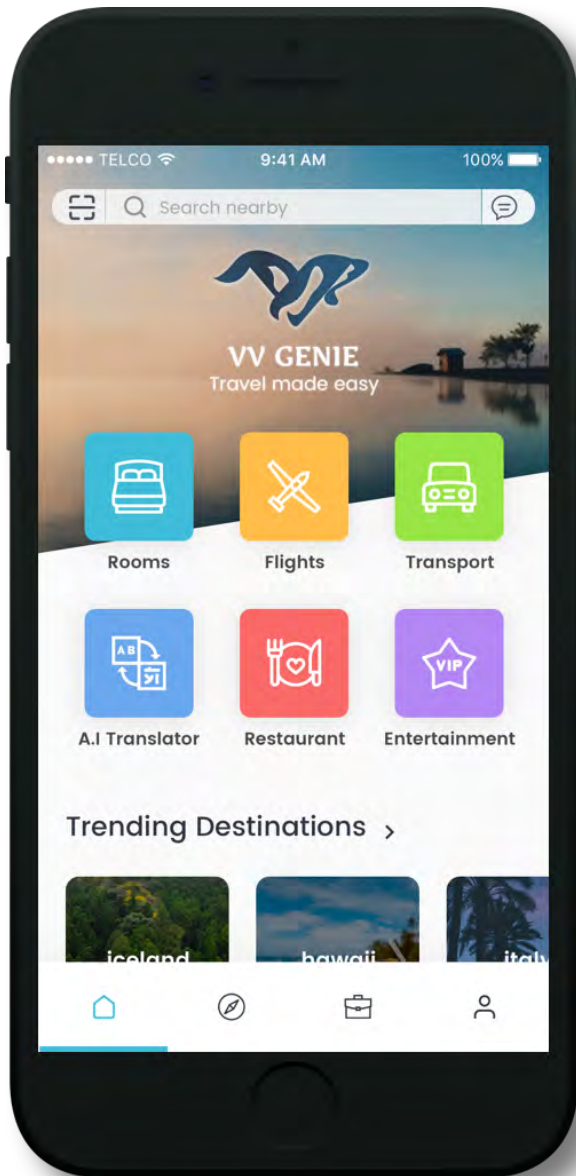 TELCO 9:41 AM 100%
Search nearby
VV GENIE
Travel made easy
Rooms Flights Transport
AB
VIP
A.I Translator Restaurant Entertainment
Trending Destinations >
iceland hawaii italy